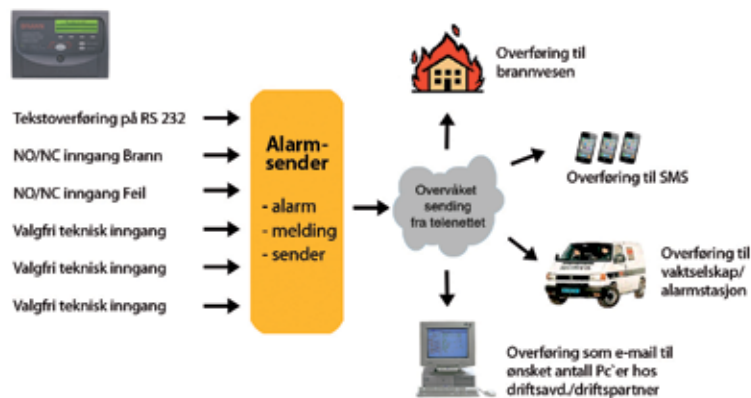 Tekstoverføring på RS 232
NO/NC inngang Brann
NO/NC inngang Feil
Valgfri teknisk inngang
Valgfri teknisk inngang
Valgfri teknisk inngang
Alarm-
sender
- alarm
- melding
- sender
Overvåket
sending
fra telenettet
Overføring til
brannvesen
Overføring til SMS
Overføring til
vaktselskap/
alarmstasjon
Overføring som e-mail til
ønsket antall Pc`er hos
driftsavd./driftspartner